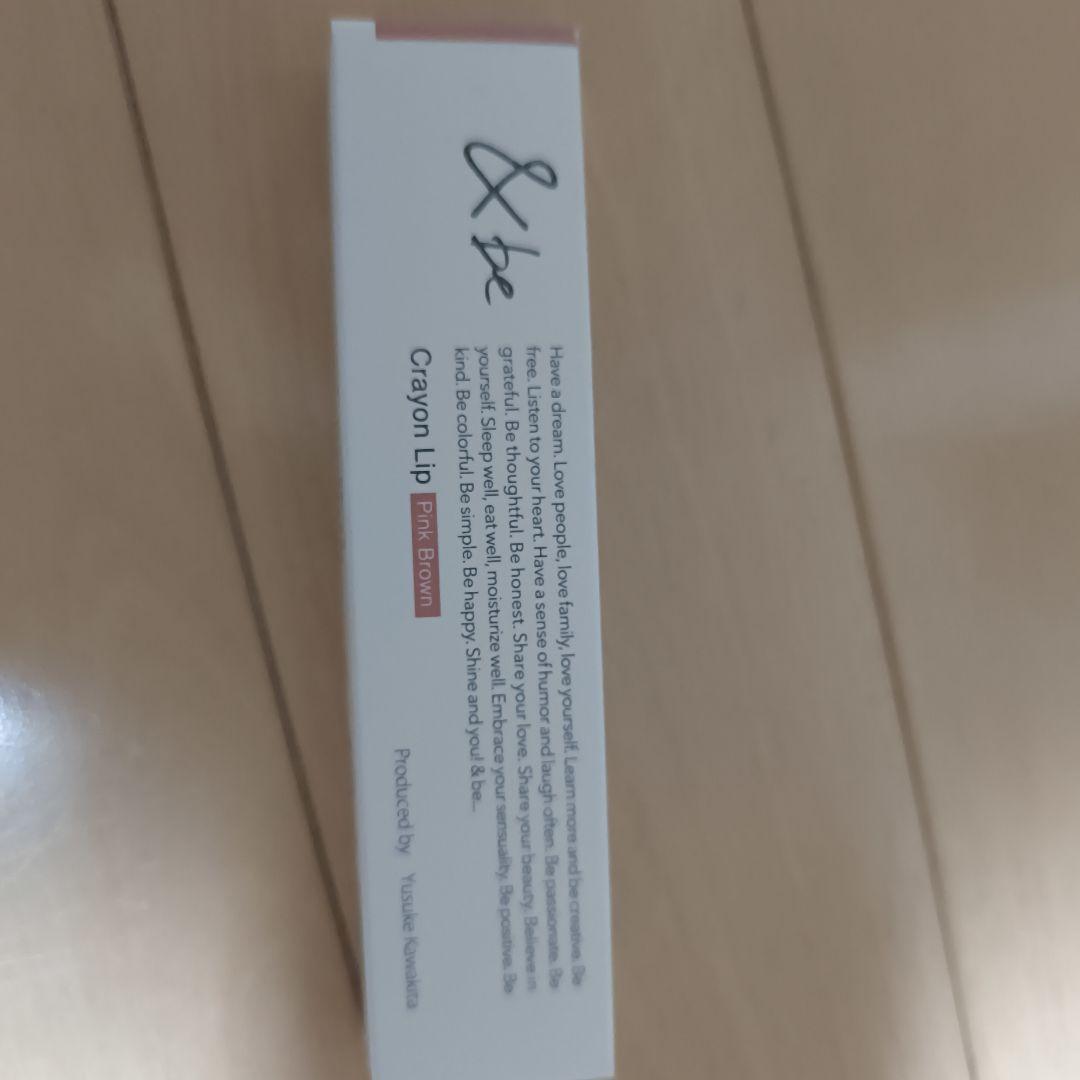 & be
Have a dream. Love people, love family, love yourself. Learn more and be creative. Be
free. Listen to your heart. Have a sense of humor and laugh often. Be passionate. Be
grateful. Be thoughtful. Be honest. Share your love. Share your beauty. Believe in
yourself. Sleep well, eat well, moisturize well. Embrace your sensuality. Be positive. Be
kind. Be colorful. Be simple. Be happy. Shine and you! & be...
Crayon Lip Pink Brown
Produced by Yusuke Kawakita